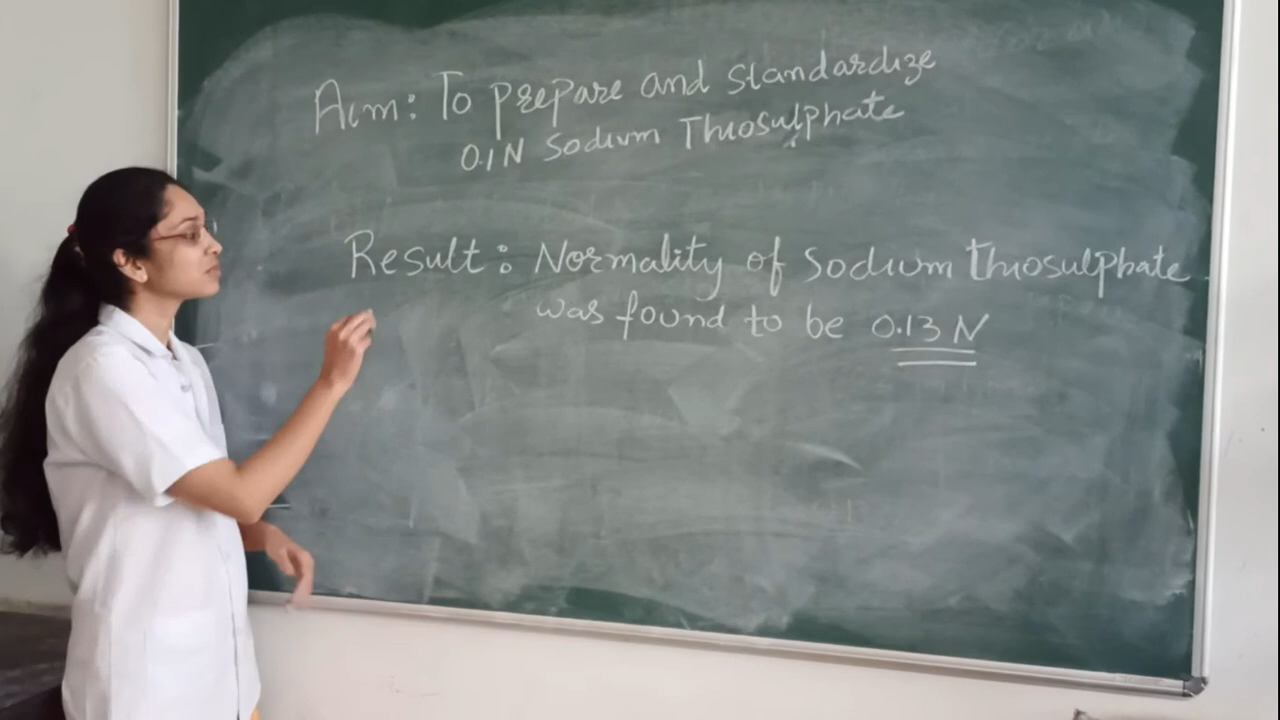 Aim: To prepare and standardize
0.1N Sodium Thiosulphate
Result: Normality of Sodium Thiosulphate
was found to be 0.13 N